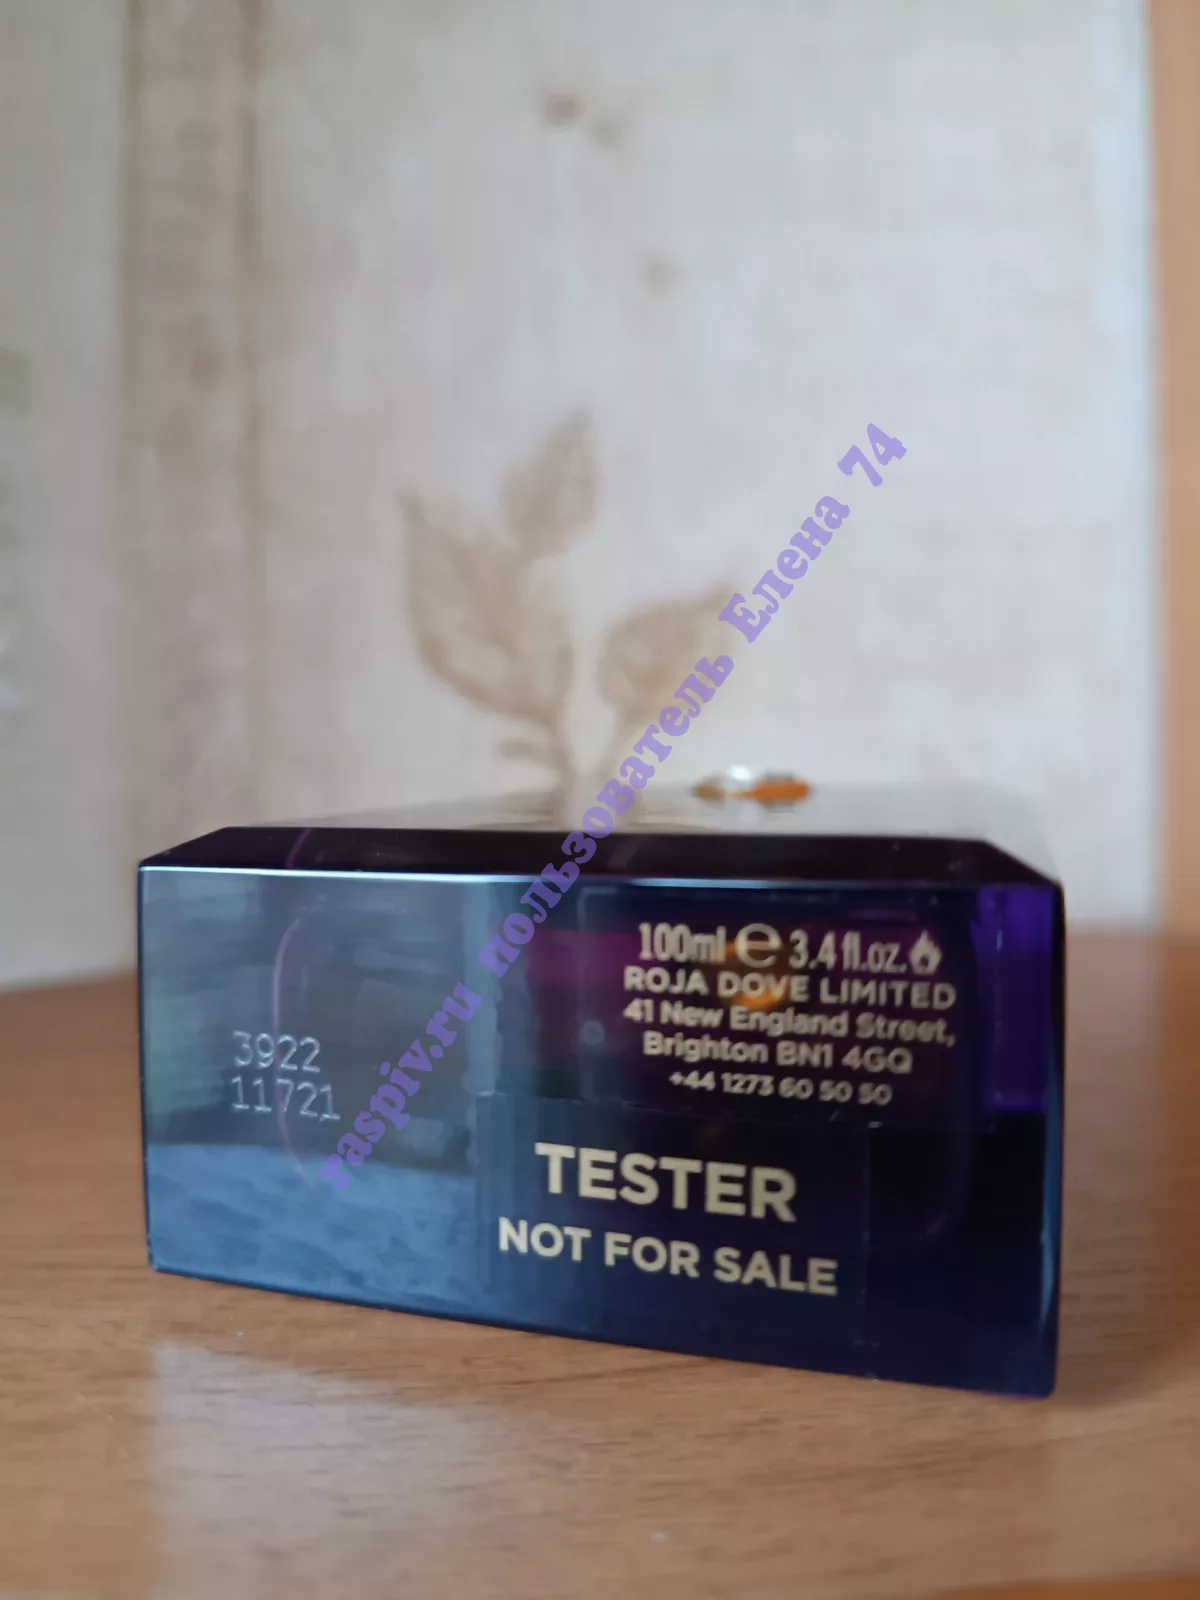 3922
11721
100ml ℮ 3.4 fl.oz.
ROJA DOVE LIMITED
41 New England Street,
Brighton BN1 4GQ
+44 1273 60 50 50
TESTER
NOT FOR SALE
raspiv.ru пользователь Елена 74